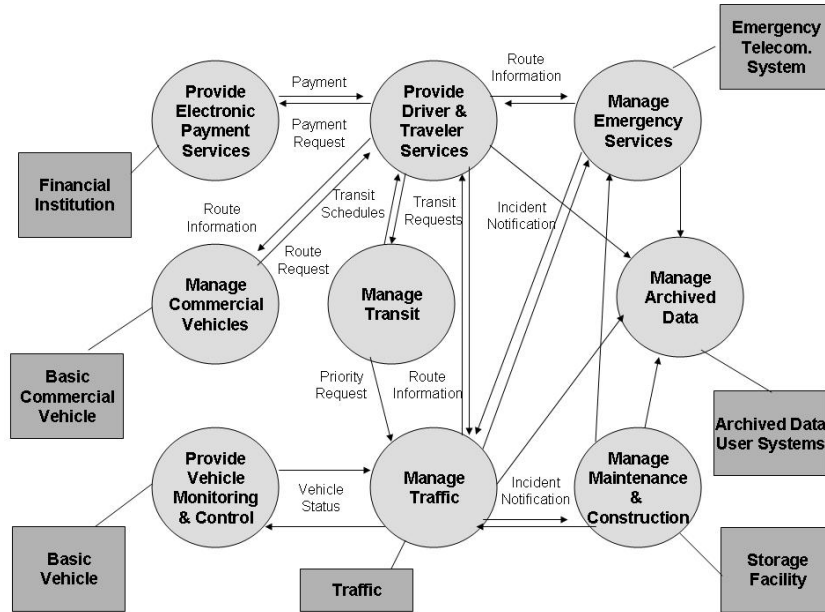 Emergency
Telecom.
System
Route
Information
Provide
Electronic
Payment
Services
Payment
Payment
Request
Provide
Driver &
Traveler
Services
Manage
Emergency
Services
Financial
Institution
Route
Information
Transit
Schedules
Transit
Requests
Incident
Notification
Route
Request
Manage
Commercial
Vehicles
Manage
Transit
Manage
Archived
Data
Basic
Commercial
Vehicle
Priority
Request
Route
Information
Archived Data
User Systems
Provide
Vehicle
Monitoring
& Control
Vehicle
Status
Manage
Traffic
Incident
Notification
Manage
Maintenance
&
Construction
Basic
Vehicle
Traffic
Storage
Facility